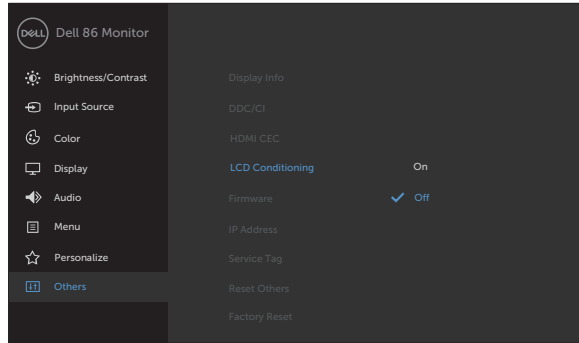 DELL Dell 86 Monitor
Brightness/Contrast
Input Source
Color
Display
Audio
Menu
Personalize
Others
Display Info
DDC/CI
HDMI CEC
LCD Conditioning On
Firmware Off
IP Address
Service Tag
Reset Others
Factory Reset